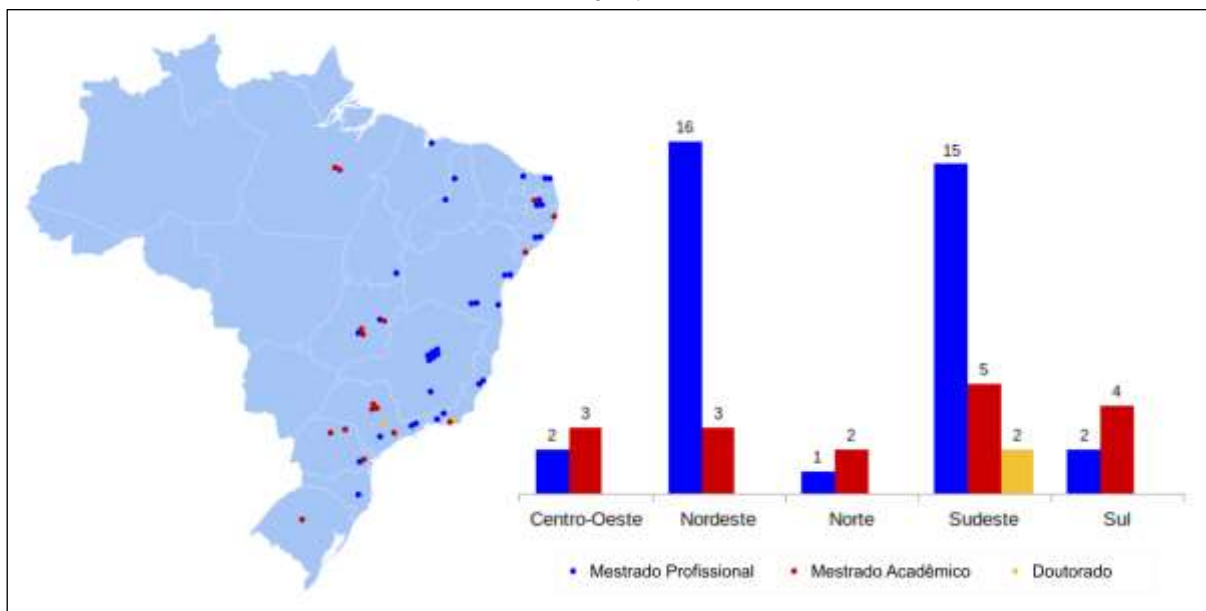 16
15
5
4
3
3
2
2
2
2
1
Centro-Oeste
Nordeste
Norte
Sudeste
Sul
Mestrado Profissional
Mestrado Acadêmico
Doutorado